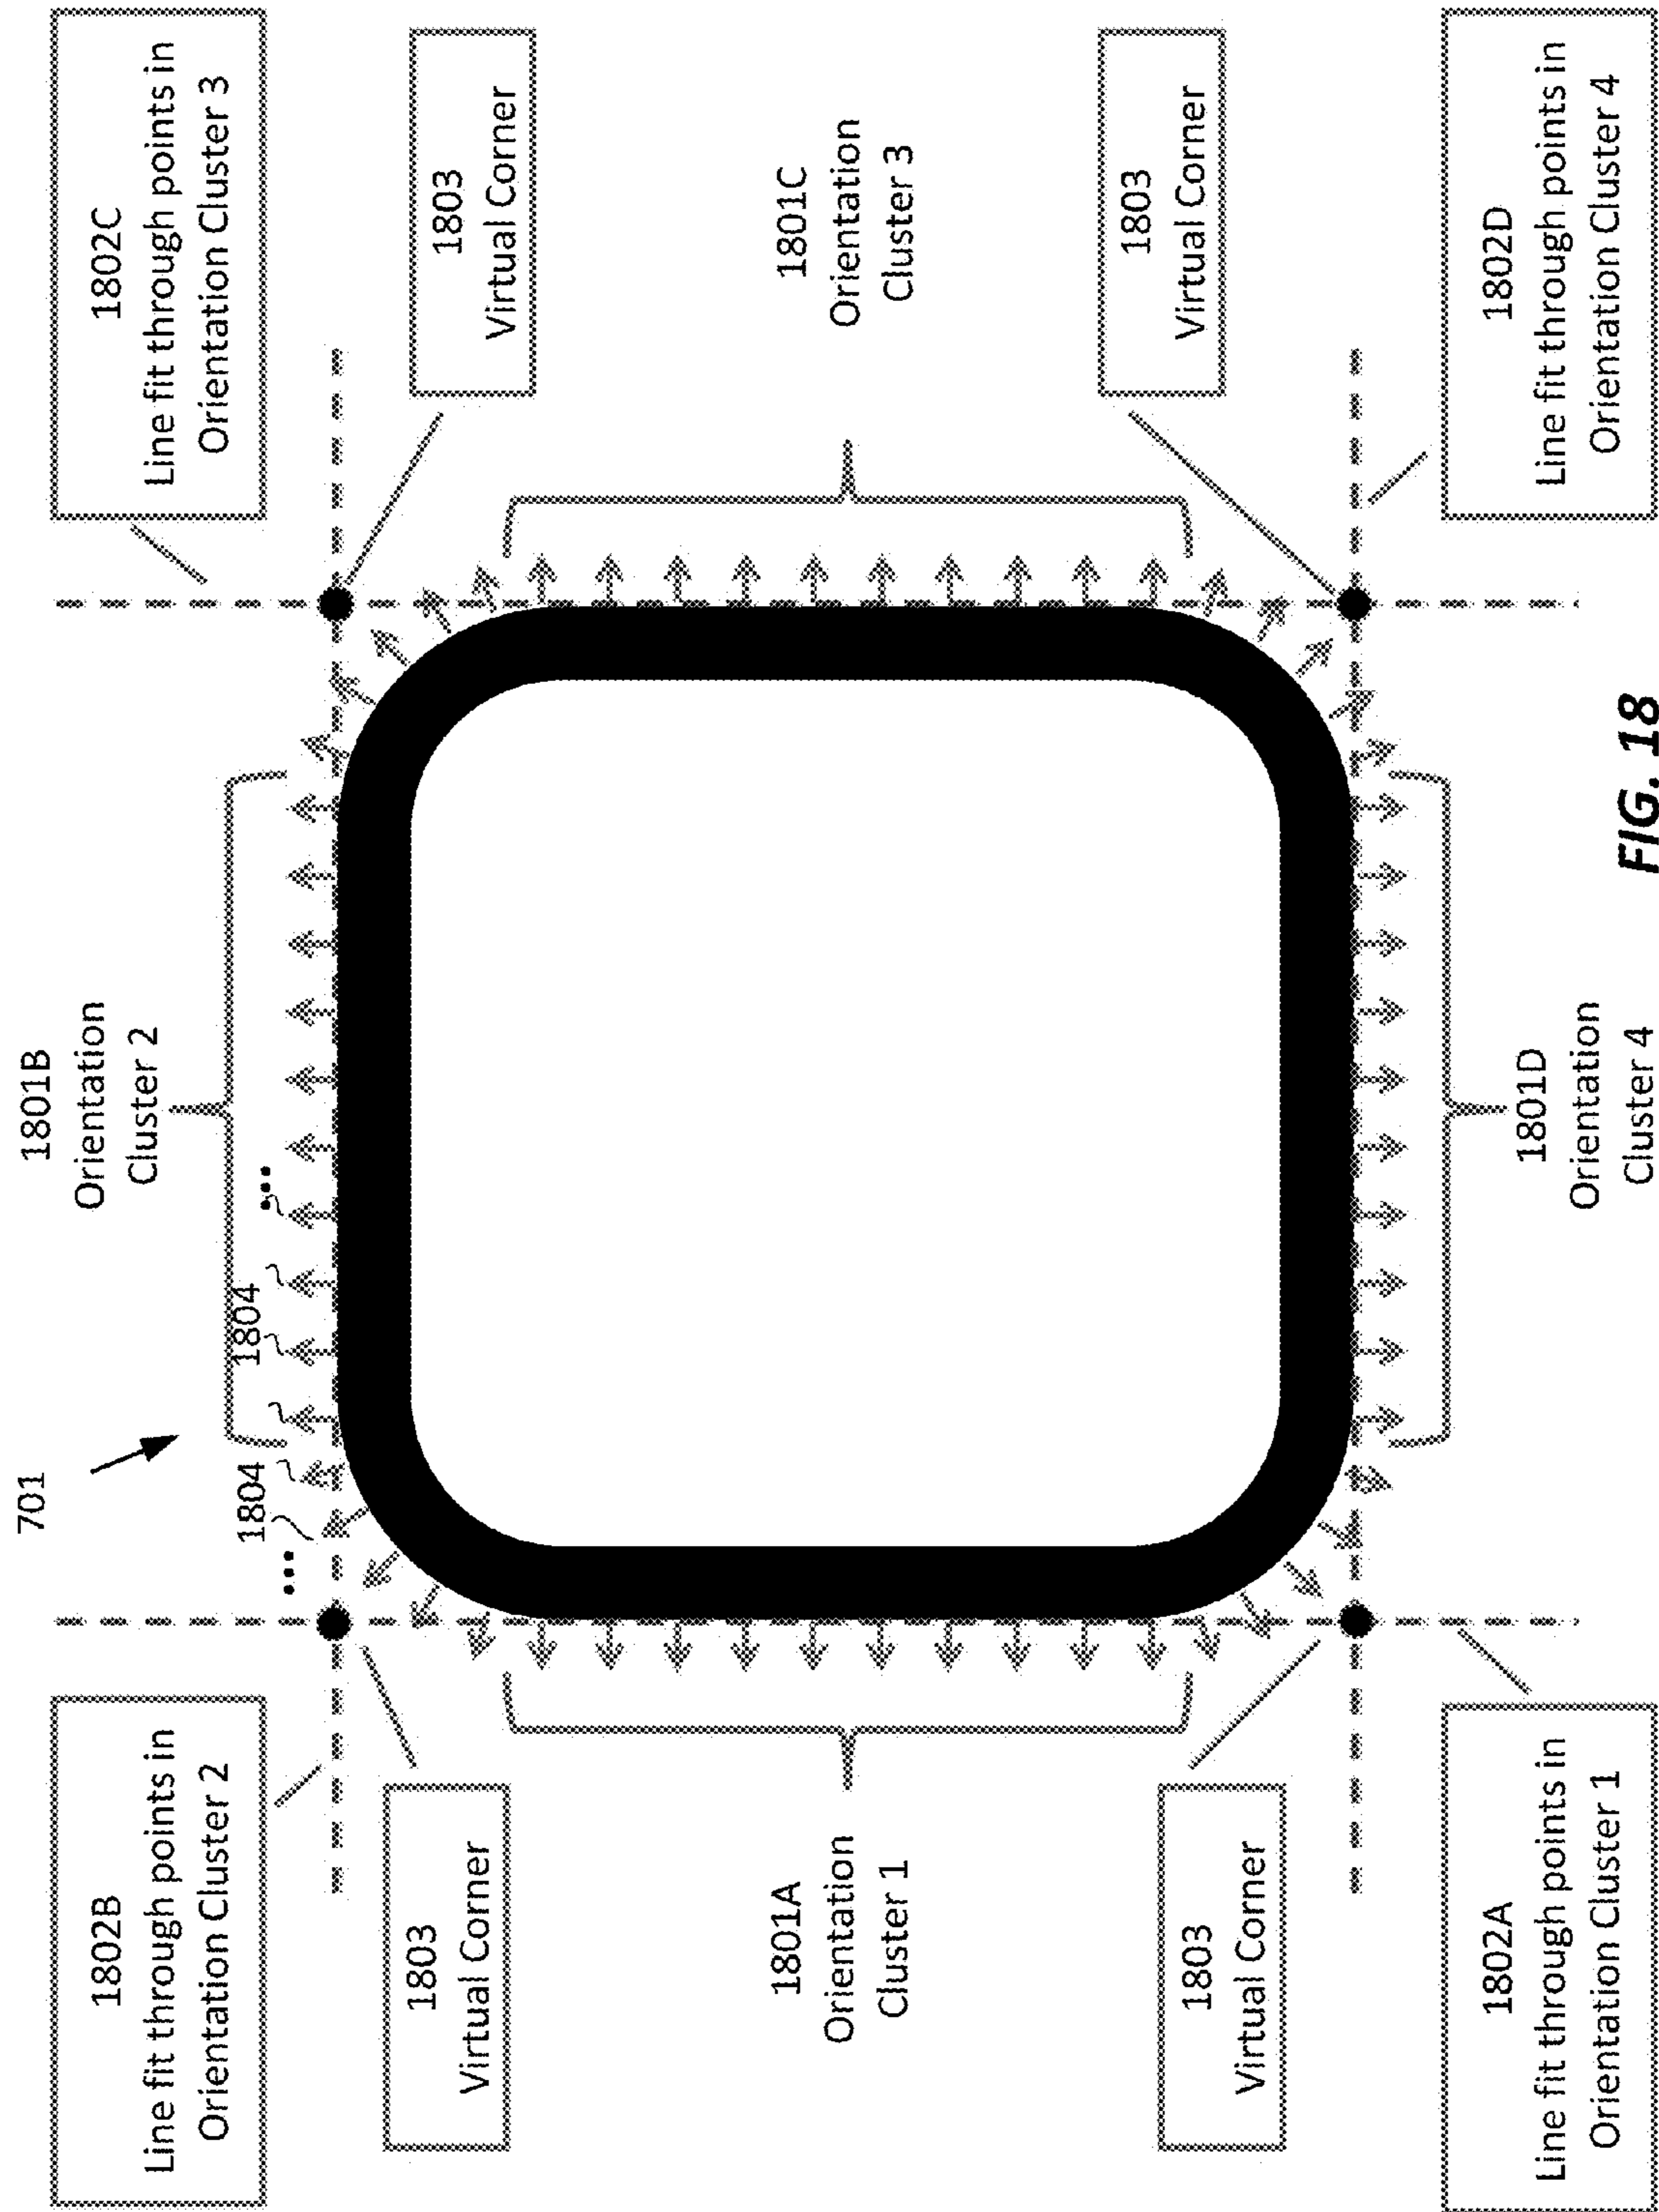 1802B
Line fit through points in
Orientation Cluster 2
701
1801B
Orientation
Cluster 2
1802C
Line fit through points in
Orientation Cluster 3
...
1804
1804
...
1803
Virtual Corner
1803
Virtual Corner
1801A
Orientation
Cluster 1
1801C
Orientation
Cluster 3
1803
Virtual Corner
1803
Virtual Corner
1802A
Line fit through points in
Orientation Cluster 1
1801D
Orientation
Cluster 4
1802D
Line fit through points in
Orientation Cluster 4
FIG. 18